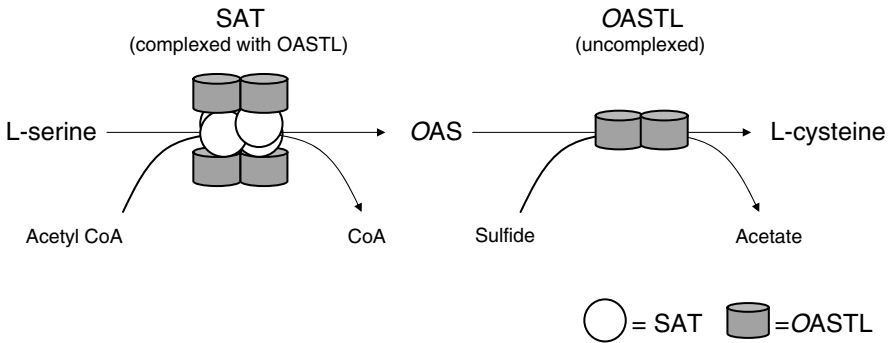 SAT
(complexed with OASTL)
OASTL
(uncomplexed)
L-serine
OAS
L-cysteine
Acetyl CoA
CoA
Sulfide
Acetate
= SAT
=OASTL